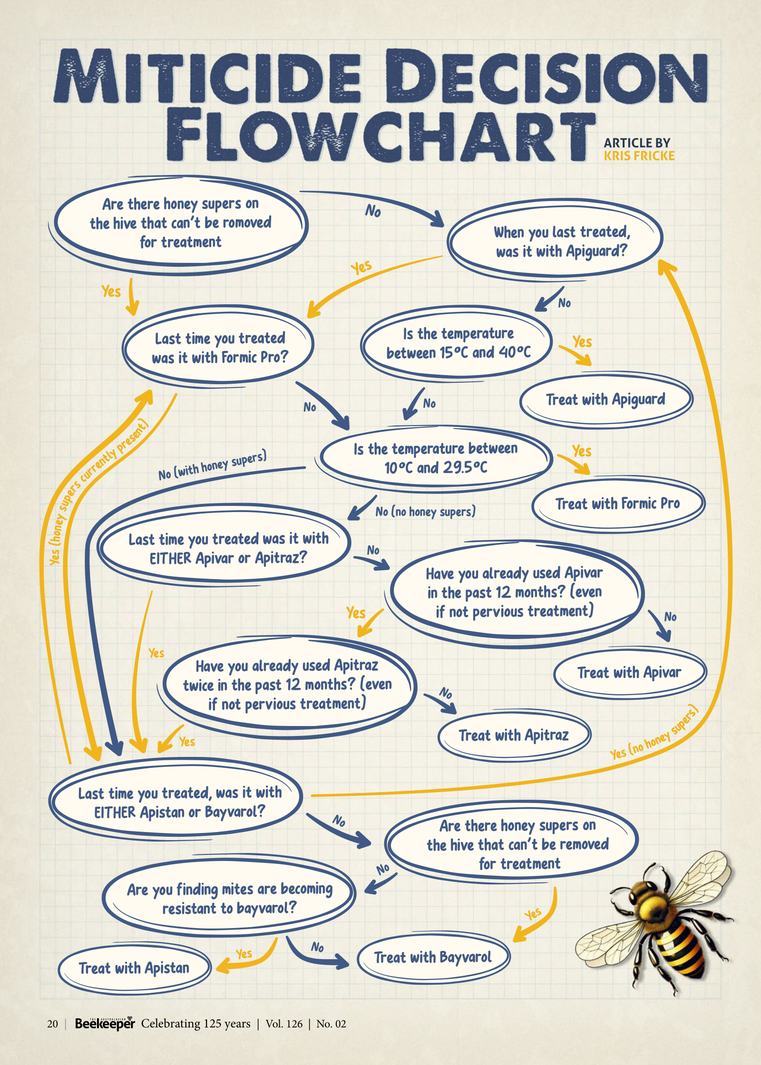 MITICIDE DECISION
FLOWCHART
ARTICLE BY
KRIS FRICKE
Are there honey supers on
the hive that can't be romoved
for treatment
No
When you last treated,
was it with Apiguard?
Yes
Yes
No
Last time you treated
was it with Formic Pro?
Is the temperature
between 15°C and 40°C
Yes
Treat with Apiguard
No
No
Is the temperature between
10°C and 29.5°C
Yes
Treat with Formic Pro
Yes (honey supers currently present)
No (with honey supers)
No (no honey supers)
Last time you treated was it with
EITHER Apivar or Apitraz?
No
Have you already used Apivar
in the past 12 months? (even
if not pervious treatment)
Yes
No
Treat with Apivar
Yes
Have you already used Apitraz
twice in the past 12 months? (even
if not pervious treatment)
No
Treat with Apitraz
Yes
Yes (no honey supers)
Last time you treated, was it with
EITHER Apistan or Bayvarol?
No
Are there honey supers on
the hive that can't be romoved
for treatment
No
Are you finding mites are becoming
resistant to bayvarol?
Yes
Yes
No
Treat with Apistan
Treat with Bayvarol
20 | Beekeeper Celebrating 125 years | Vol. 126 | No. 02